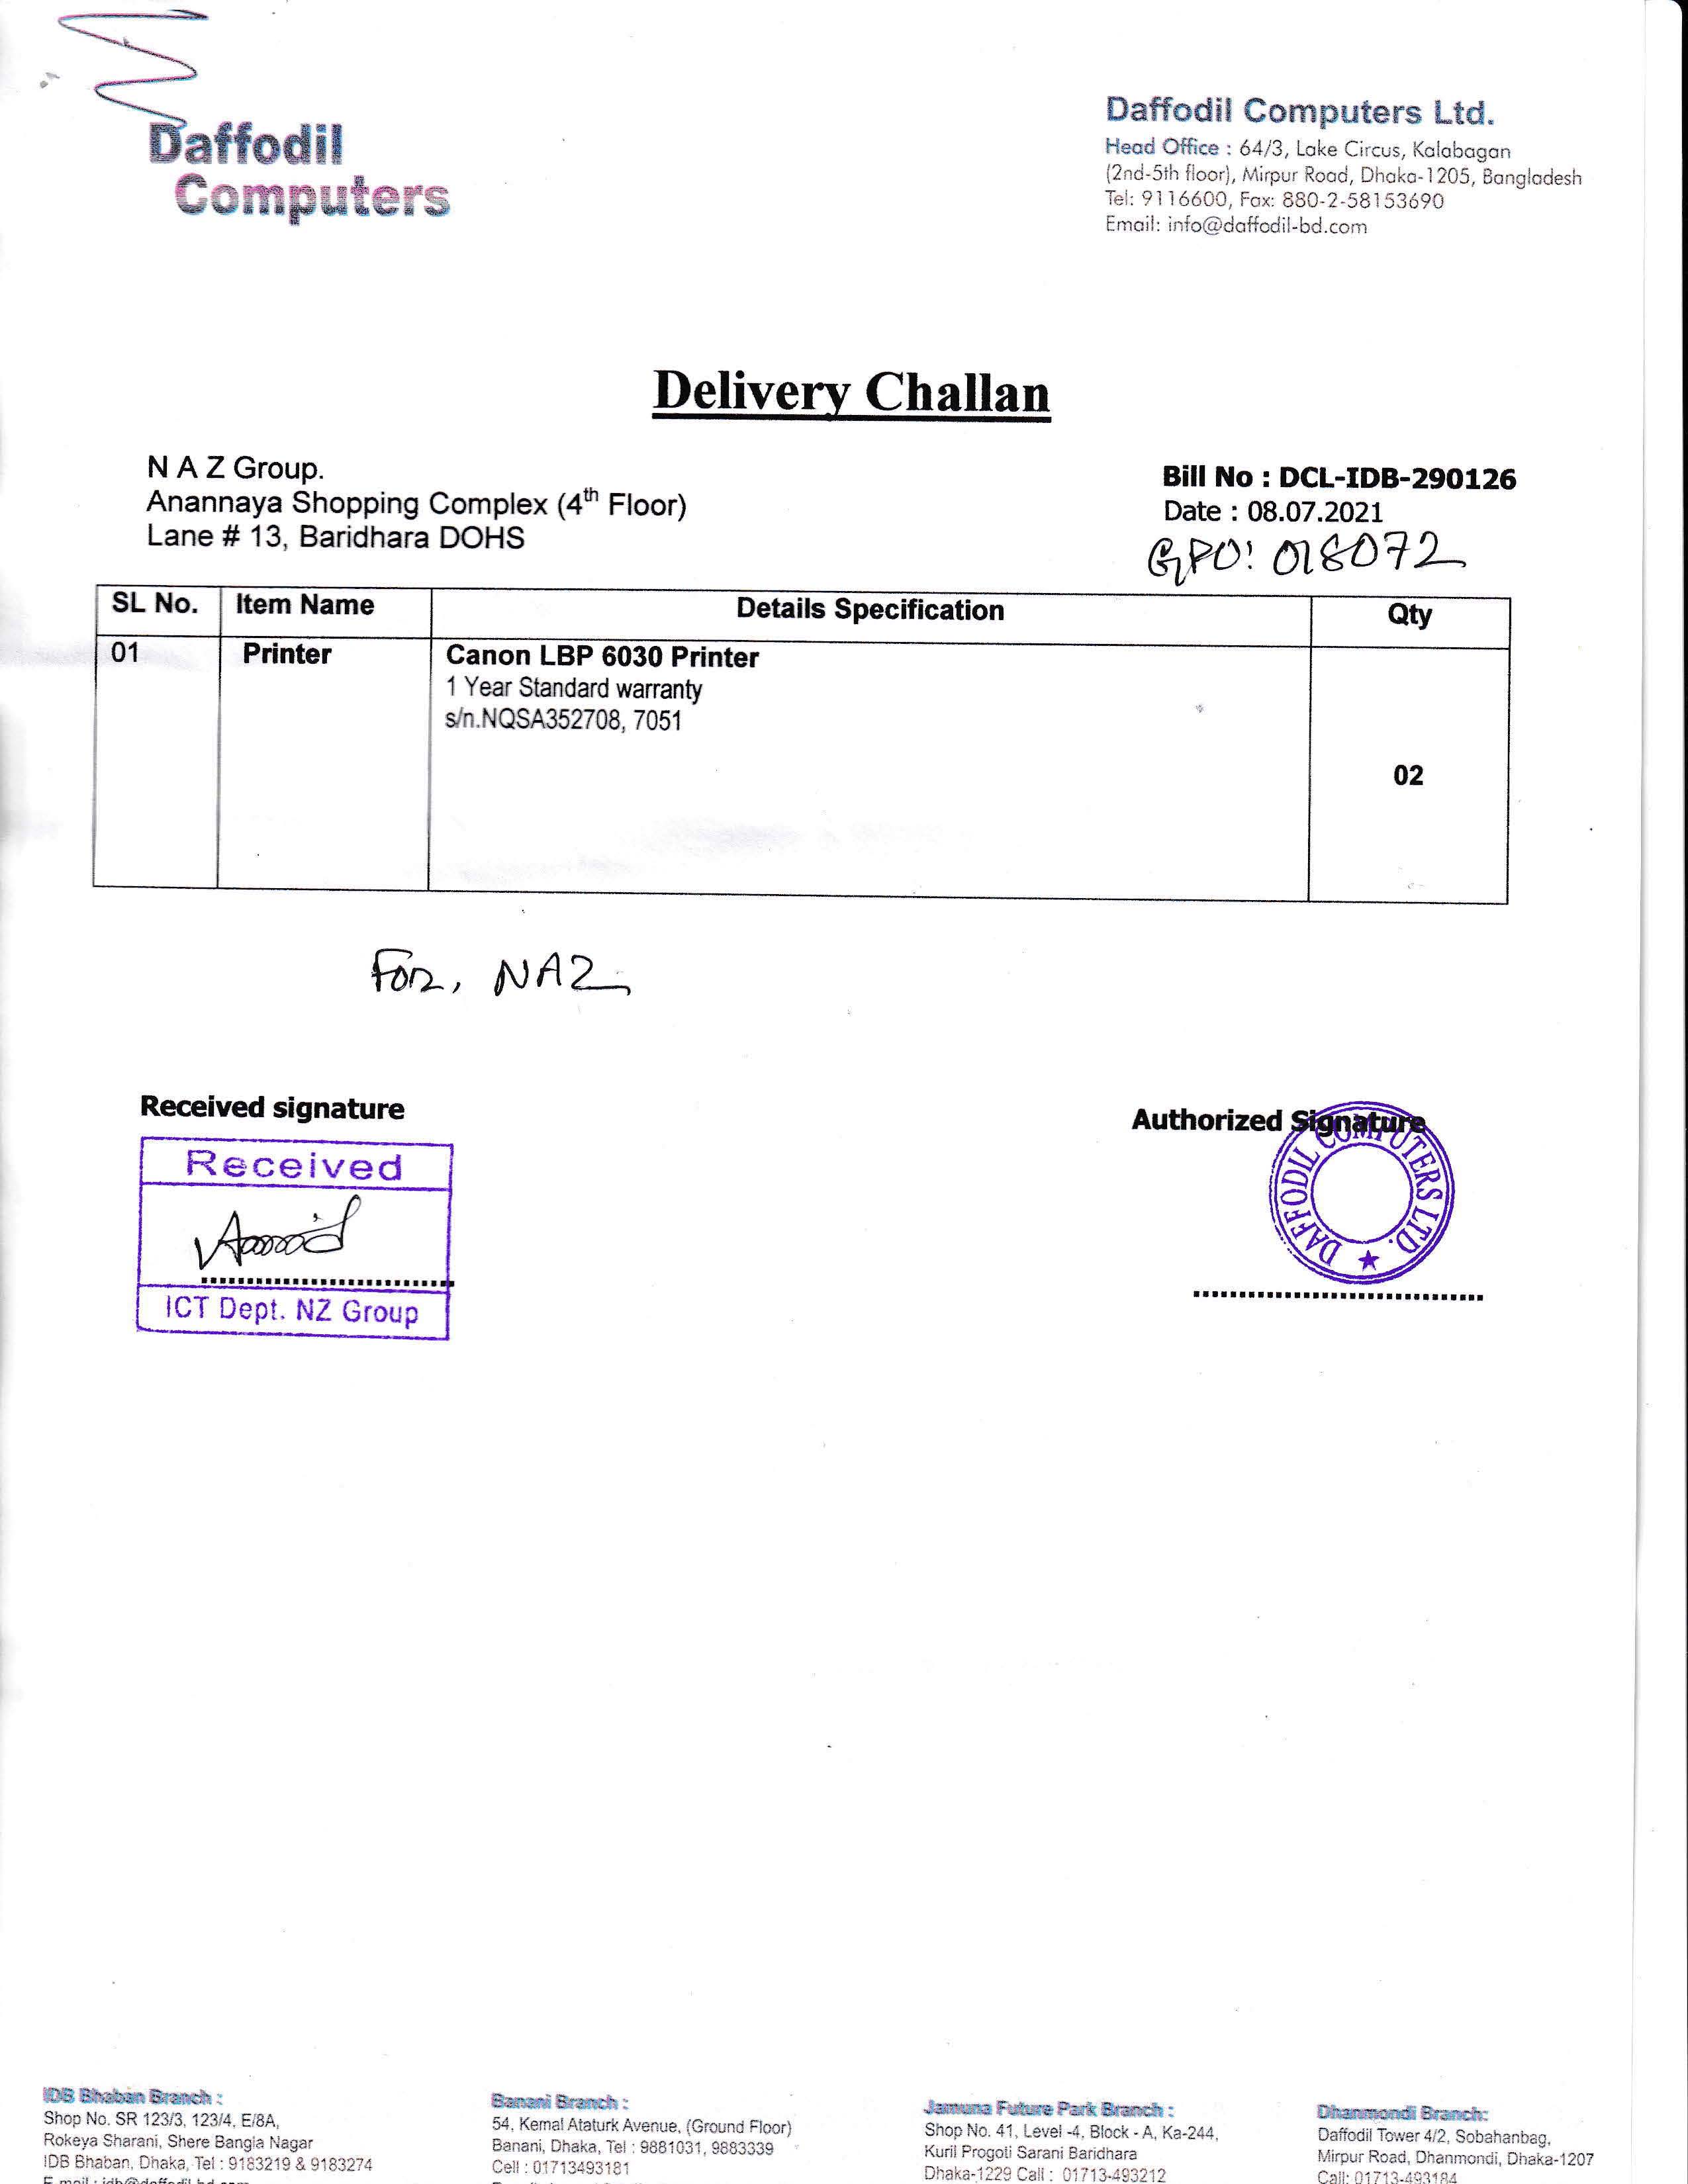 Daffodil
Computers
Daffodil Computers Ltd.
Head Office : 64/3, Lake Circus, Kalabagan
(2nd-5th floor), Mirpur Road, Dhaka-1205, Bangladesh
Tel: 9116600, Fax: 880-2-58153690
Email: info@daffodil-bd.com
Delivery Challan
N A Z Group.
Anannaya Shopping Complex (4th Floor)
Lane # 13, Baridhara DOHS
Bill No : DCL-IDB-290126
Date : 08.07.2021
GPO: 018072
SL No. Item Name Details Specification Qty
01 Printer Canon LBP 6030 Printer
1 Year Standard warranty
s/n.NQSA352708, 7051
02
For, NAZ
Received signature
Received
ICT Dept. NZ Group
Authorized Signature
DAFFODIL COMPUTERS LTD.
IDB Bhaban Branch :
Shop No. SR 123/3, 123/4, E/8A,
Rokeya Sharani, Shere Bangla Nagar
IDB Bhaban, Dhaka, Tel : 9183219 & 9183274
Banani Branch :
54, Kemal Ataturk Avenue, (Ground Floor)
Banani, Dhaka, Tel : 9881031, 9883339
Cell : 01713493181
Jamuna Future Park Branch :
Shop No. 41, Level -4, Block - A, Ka-244,
Kuril Progoti Sarani Baridhara
Dhaka-1229 Call : 01713-493212
Dhanmondi Branch:
Daffodil Tower 4/2, Sobahanbag,
Mirpur Road, Dhanmondi, Dhaka-1207
Call: 01713-493184